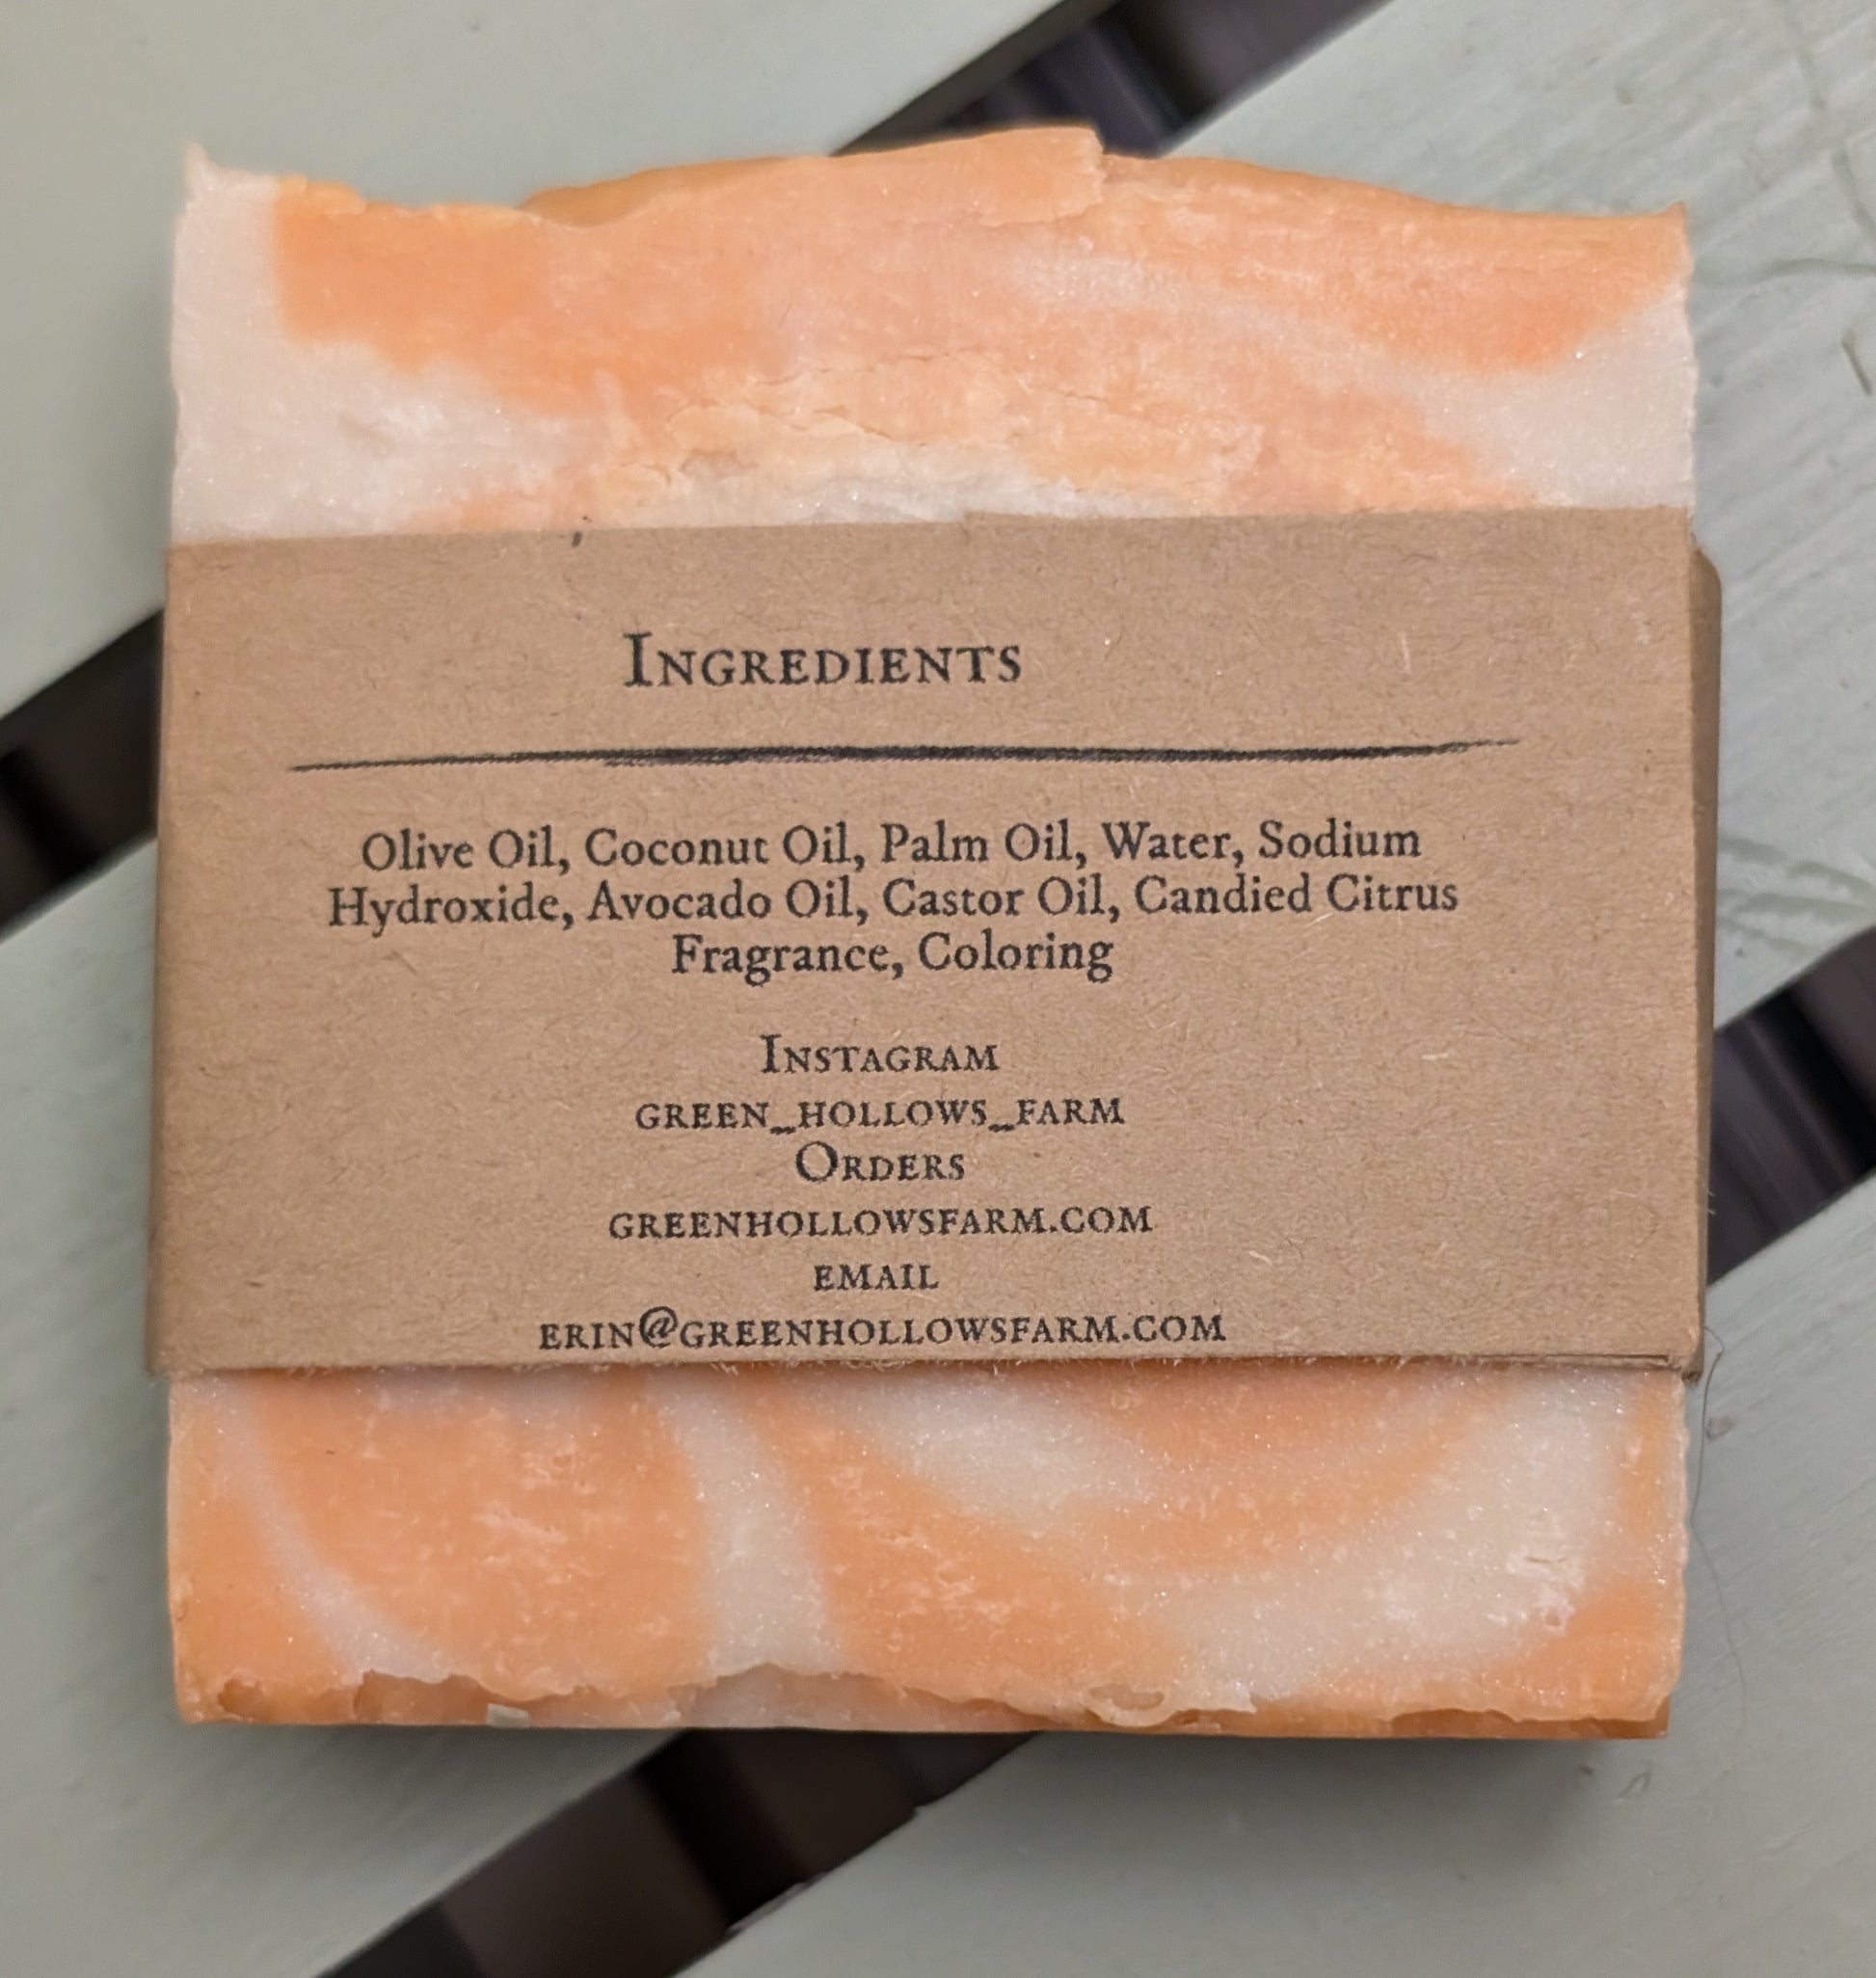 Ingredients
Olive Oil, Coconut Oil, Palm Oil, Water, Sodium
Hydroxide, Avocado Oil, Castor Oil, Candied Citrus
Fragrance, Coloring
Instagram
green_hollows_farm
Orders
greenhollowsfarm.com
email
erin@greenhollowsfarm.com